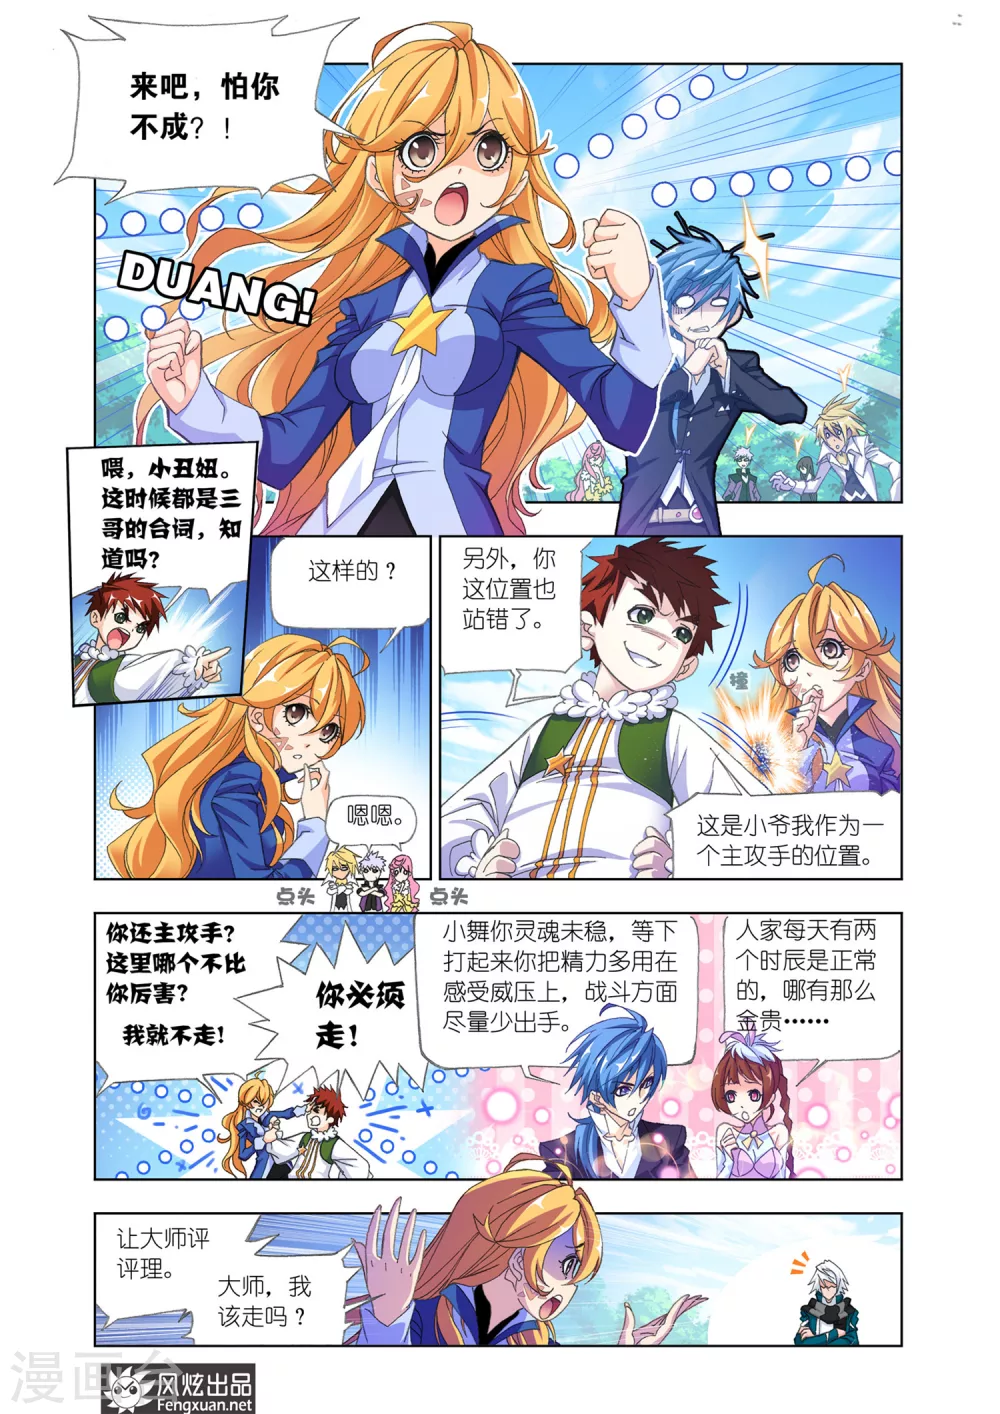 来吧，怕你
不成？！
DUANG!
喂，小丑妞。
这时候都是三
哥的台词，知
道吗？
这样的？
嗯嗯。
点头
点头
另外，你
这位置也
站错了。
撞
这是小爷我作为一
个主攻手的位置。
你还主攻手？
这里哪个不比
你厉害？
我就不走！
你必须
走！
小舞你灵魂未稳，等下
打起来你把精力多用在
感受威压上，战斗方面
尽量少出手。
人家每天有两
个时辰是正常
的，哪有那么
金贵……
让大师评
评理。
大师，我
该走吗？
漫画台
风炫出品
Fengxuan.net